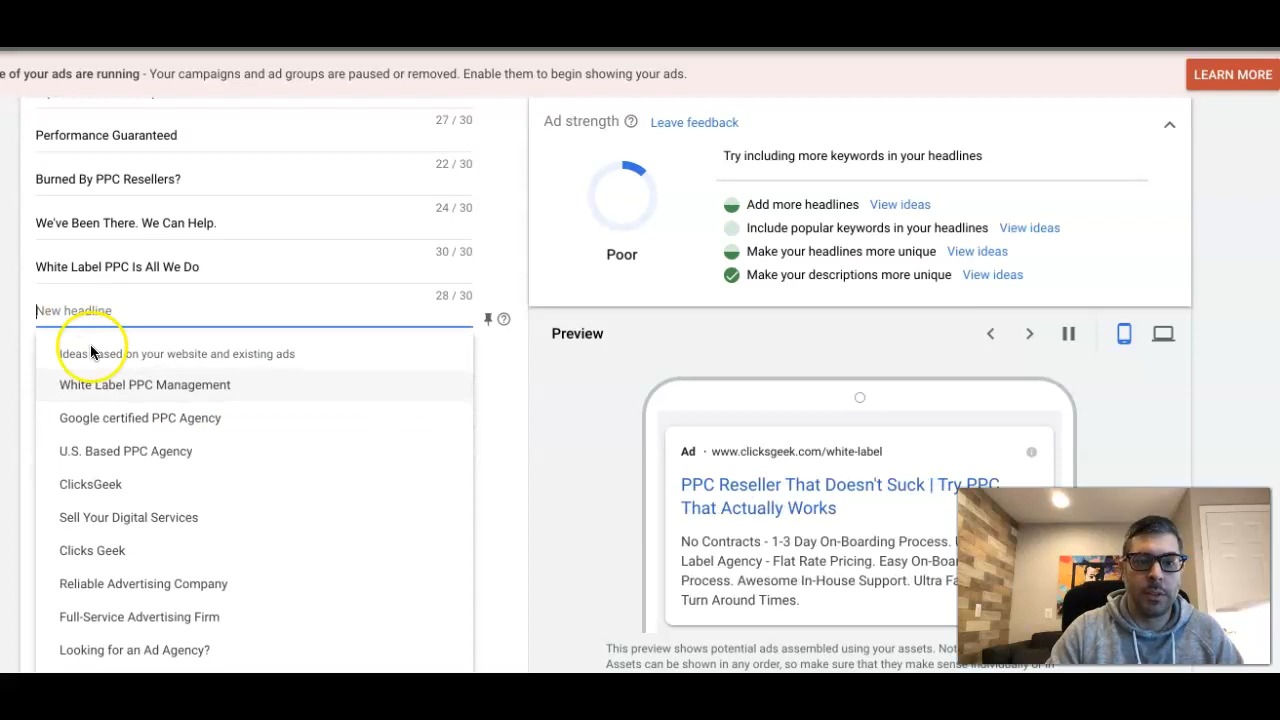 e of your ads are running - Your campaigns and ad groups are paused or removed. Enable them to begin showing your ads.
LEARN MORE
27 / 30
Performance Guaranteed
22 / 30
Burned By PPC Resellers?
24 / 30
We've Been There. We Can Help.
30 / 30
White Label PPC Is All We Do
28 / 30
New headline
Ideas based on your website and existing ads
White Label PPC Management
Google certified PPC Agency
U.S. Based PPC Agency
ClicksGeek
Sell Your Digital Services
Clicks Geek
Reliable Advertising Company
Full-Service Advertising Firm
Looking for an Ad Agency?
Ad strength
Leave feedback
Poor
Try including more keywords in your headlines
Add more headlines View ideas
Include popular keywords in your headlines View ideas
Make your headlines more unique View ideas
Make your descriptions more unique View ideas
Preview
Ad · www.clicksgeek.com/white-label
PPC Reseller That Doesn't Suck | Try PPC
That Actually Works
No Contracts - 1-3 Day On-Boarding Process.
Label Agency - Flat Rate Pricing. Easy On-Boa
Process. Awesome In-House Support. Ultra Fa
Turn Around Times.
This preview shows potential ads assembled using your assets. Not
Assets can be shown in any order, so make sure that they make sense individually or in